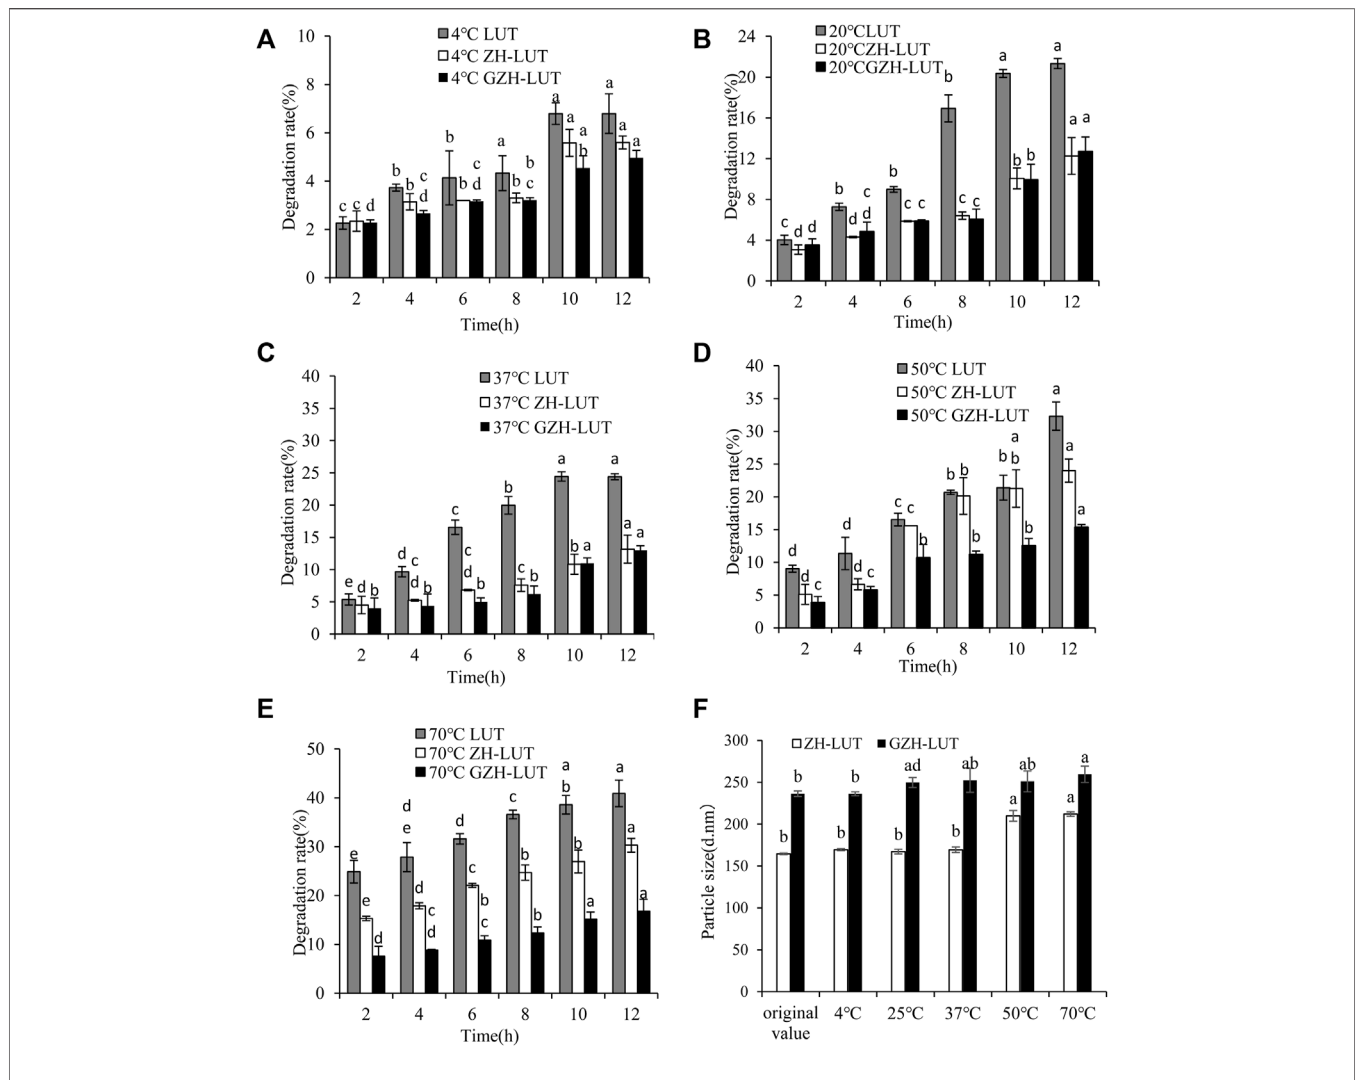 A
4℃ LUT
4℃ ZH-LUT
4℃ GZH-LUT
Degradation rate(%)
10
8
6
4
2
0
c c d
b b c d
b b c d
a b b c
a a a b
a a a
2 4 6 8 10 12
Time(h)
B
20℃LUT
20℃ZH-LUT
20℃GZH-LUT
Degradation rate(%)
24
20
16
12
8
4
0
c d d
b d c d
b c c
b c c
a b b
a a a
2 4 6 8 10 12
Time(h)
C
37℃ LUT
37℃ ZH-LUT
37℃ GZH-LUT
Degradation rate(%)
40
35
30
25
20
15
10
5
0
e d b
d c d b
c c d b
b c b
a b a
a a a
2 4 6 8 10 12
Time(h)
D
50℃ LUT
50℃ ZH-LUT
50℃ GZH-LUT
Degradation rate(%)
40
35
30
25
20
15
10
5
0
d d c
d d c
c c b
b b b
b a b b
a a a
2 4 6 8 10 12
Time(h)
E
70℃ LUT
70℃ ZH-LUT
70℃ GZH-LUT
Degradation rate(%)
50
40
30
20
10
0
e e d
d e d c d
d c b c
c b b
a b b a
a a a
2 4 6 8 10 12
Time(h)
F
ZH-LUT GZH-LUT
Particle size(d.nm)
300
250
200
150
100
50
0
b b
b b
b ad
b ab
a ab
a a
original value 4℃ 25℃ 37℃ 50℃ 70℃